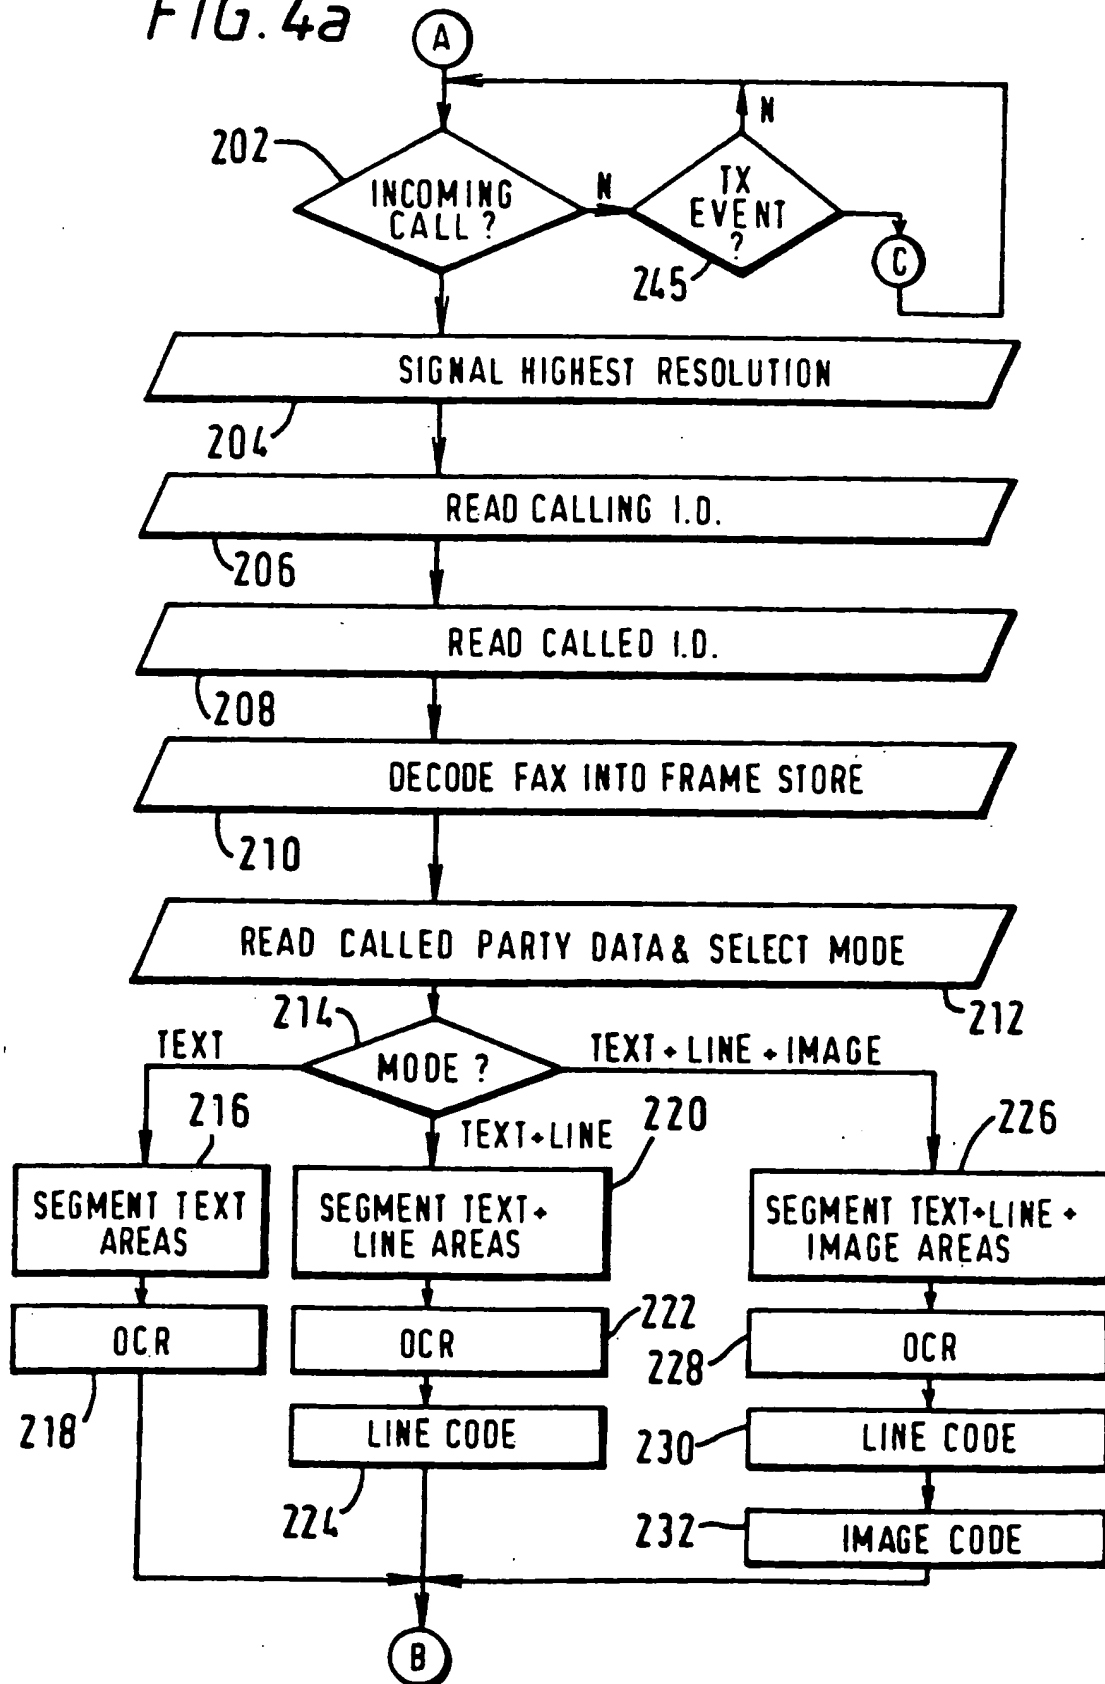 FIG. 4a
A
N
202
INCOMING
CALL ?
N
TX
EVENT
?
245
C
SIGNAL HIGHEST RESOLUTION
204
READ CALLING I.D.
206
READ CALLED I.D.
208
DECODE FAX INTO FRAME STORE
210
READ CALLED PARTY DATA & SELECT MODE
212
214
MODE ?
TEXT
TEXT + LINE + IMAGE
TEXT + LINE
216
220
226
SEGMENT TEXT
AREAS
SEGMENT TEXT +
LINE AREAS
SEGMENT TEXT + LINE +
IMAGE AREAS
OCR
218
OCR
222
228
OCR
LINE CODE
224
230
LINE CODE
232
IMAGE CODE
B